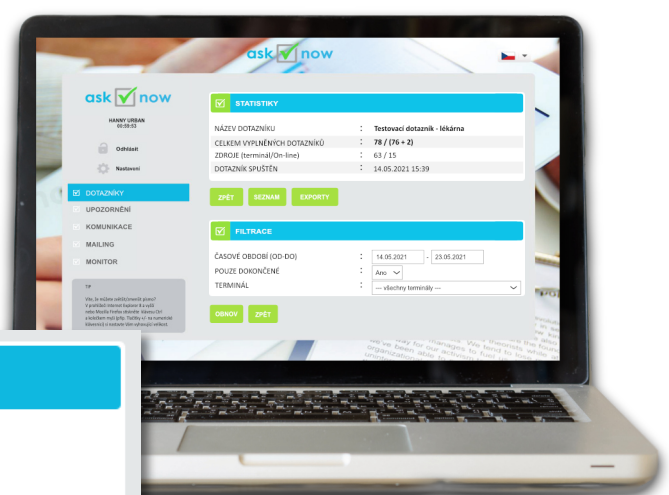 ask now
ask now
HANNY URBAN
00:59:53
Odhlásit
Nastavení
DOTAZNÍKY
UPOZORNĚNÍ
KOMUNIKACE
MAILING
MONITOR
TIP
STATISTIKY
NÁZEV DOTAZNÍKU : Testovací dotazník - lékárna
CELKEM VYPLNĚNÝCH DOTAZNÍKŮ : 78 / (76 + 2)
ZDROJE (terminál/On-line) : 63 / 15
DOTAZNÍK SPUŠTĚN : 14.05.2021 15:39
ZPĚT SEZNAM EXPORTY
FILTRACE
ČASOVÉ OBDOBÍ (OD-DO) : 14.05.2021 - 23.05.2021
POUZE DOKONČENÉ : Ano
TERMINÁL : --- všechny terminály ---
OBNOV ZPĚT